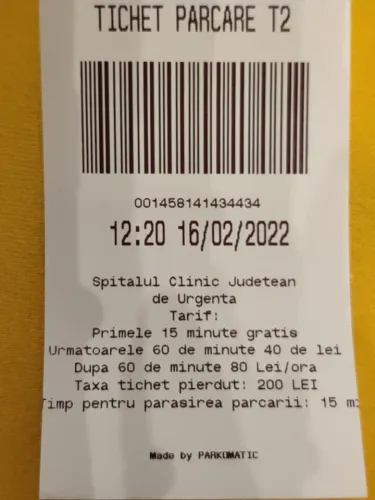 TICHET PARCARE T2
001458141434434
12:20 16/02/2022
Spitalul Clinic Judetean
de Urgenta
Tarif:
Primele 15 minute gratis
Urmatoarele 60 de minute 40 de lei
Dupa 60 de minute 80 Lei/ora
Taxa tichet pierdut: 200 LEI
Timp pentru parasirea parcarii: 15
Made by PARKOMATIC